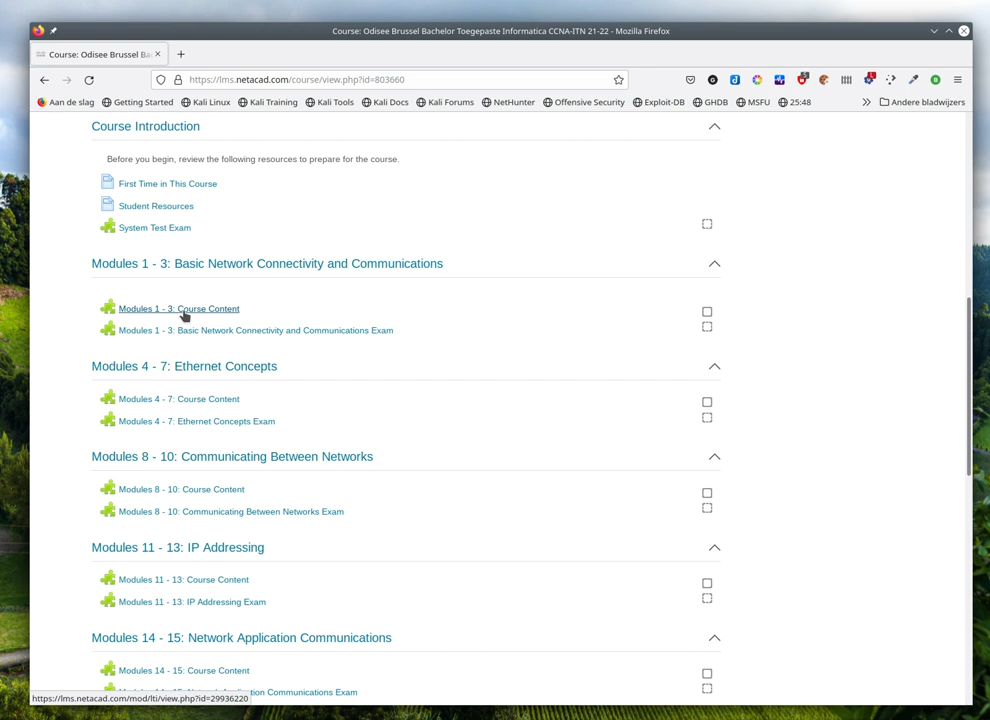 Course: Odisee Brussel Bachelor Toegepaste Informatica CCNA-ITN 21-22 - Mozilla Firefox
Course: Odisee Brussel Ba
https://lms.netacad.com/course/view.php?id=803660
Aan de slag Getting Started Kali Linux Kali Training Kali Tools Kali Docs Kali Forums NetHunter Offensive Security Exploit-DB GHDB MSFU 25:48 Andere bladwijzers
Course Introduction
Before you begin, review the following resources to prepare for the course.
First Time in This Course
Student Resources
System Test Exam
Modules 1 - 3: Basic Network Connectivity and Communications
Modules 1 - 3: Course Content
Modules 1 - 3: Basic Network Connectivity and Communications Exam
Modules 4 - 7: Ethernet Concepts
Modules 4 - 7: Course Content
Modules 4 - 7: Ethernet Concepts Exam
Modules 8 - 10: Communicating Between Networks
Modules 8 - 10: Course Content
Modules 8 - 10: Communicating Between Networks Exam
Modules 11 - 13: IP Addressing
Modules 11 - 13: Course Content
Modules 11 - 13: IP Addressing Exam
Modules 14 - 15: Network Application Communications
Modules 14 - 15: Course Content
Communications Exam
https://lms.netacad.com/mod/lti/view.php?id=29936220